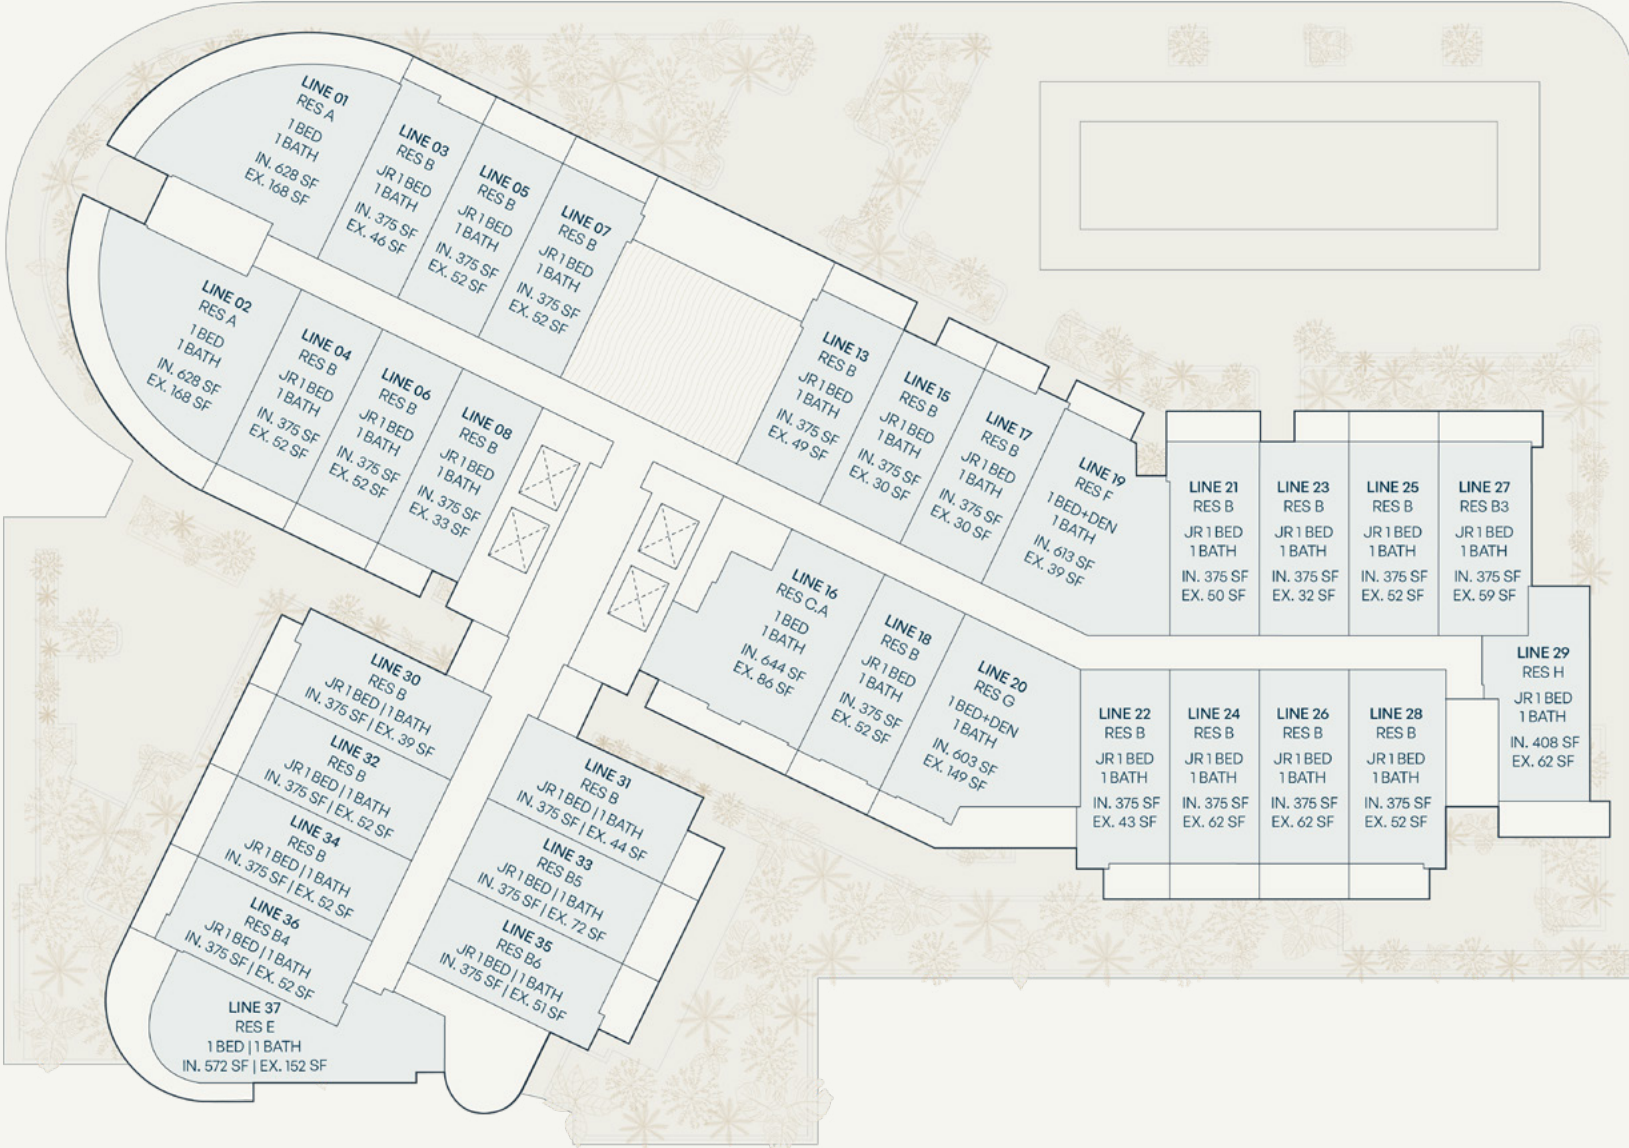 LINE 01
RES A
1 BED
1 BATH
IN. 628 SF
EX. 168 SF
LINE 03
RES B
JR 1 BED
1 BATH
IN. 375 SF
EX. 46 SF
LINE 05
RES B
JR 1 BED
1 BATH
IN. 375 SF
EX. 52 SF
LINE 07
RES B
JR 1 BED
1 BATH
IN. 375 SF
EX. 52 SF
LINE 02
RES A
1 BED
1 BATH
IN. 628 SF
EX. 168 SF
LINE 04
RES B
JR 1 BED
1 BATH
IN. 375 SF
EX. 52 SF
LINE 06
RES B
JR 1 BED
1 BATH
IN. 375 SF
EX. 52 SF
LINE 08
RES B
JR 1 BED
1 BATH
IN. 375 SF
EX. 33 SF
LINE 13
RES B
JR 1 BED
1 BATH
IN. 375 SF
EX. 49 SF
LINE 15
RES B
JR 1 BED
1 BATH
IN. 375 SF
EX. 30 SF
LINE 17
RES B
JR 1 BED
1 BATH
IN. 375 SF
EX. 30 SF
LINE 19
RES F
1 BED+DEN
1 BATH
IN. 613 SF
EX. 39 SF
LINE 21
RES B
JR 1 BED
1 BATH
IN. 375 SF
EX. 50 SF
LINE 23
RES B
JR 1 BED
1 BATH
IN. 375 SF
EX. 32 SF
LINE 25
RES B
JR 1 BED
1 BATH
IN. 375 SF
EX. 52 SF
LINE 27
RES B3
JR 1 BED
1 BATH
IN. 375 SF
EX. 59 SF
LINE 29
RES H
JR 1 BED
1 BATH
IN. 408 SF
EX. 62 SF
LINE 16
RES C.A
1 BED
1 BATH
IN. 644 SF
EX. 86 SF
LINE 18
RES B
JR 1 BED
1 BATH
IN. 375 SF
EX. 52 SF
LINE 20
RES G
1 BED+DEN
1 BATH
IN. 603 SF
EX. 149 SF
LINE 22
RES B
JR 1 BED
1 BATH
IN. 375 SF
EX. 43 SF
LINE 24
RES B
JR 1 BED
1 BATH
IN. 375 SF
EX. 62 SF
LINE 26
RES B
JR 1 BED
1 BATH
IN. 375 SF
EX. 62 SF
LINE 28
RES B
JR 1 BED
1 BATH
IN. 375 SF
EX. 52 SF
LINE 30
RES B
JR 1 BED | 1 BATH
IN. 375 SF | EX. 39 SF
LINE 32
RES B
JR 1 BED | 1 BATH
IN. 375 SF | EX. 52 SF
LINE 34
RES B
JR 1 BED | 1 BATH
IN. 375 SF | EX. 52 SF
LINE 36
RES B4
JR 1 BED | 1 BATH
IN. 375 SF | EX. 52 SF
LINE 31
RES B
JR 1 BED | 1 BATH
IN. 375 SF | EX. 44 SF
LINE 33
RES B5
JR 1 BED | 1 BATH
IN. 375 SF | EX. 72 SF
LINE 35
RES B6
JR 1 BED | 1 BATH
IN. 375 SF | EX. 51 SF
LINE 37
RES E
1 BED | 1 BATH
IN. 572 SF | EX. 152 SF